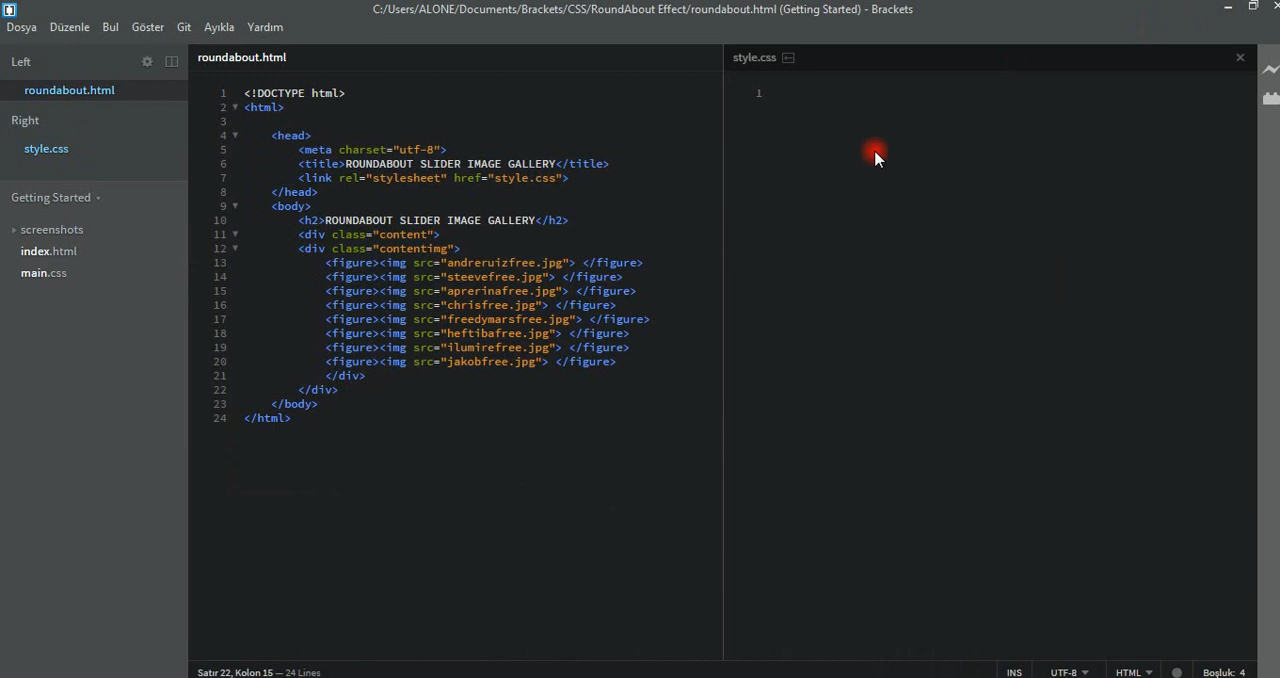 C:/Users/ALONE/Documents/Brackets/CSS/RoundAbout Effect/roundabout.html (Getting Started) - Brackets
Dosya Düzenle Bul Göster Git Ayıkla Yardım
Left
roundabout.html
Right
style.css
Getting Started
screenshots
index.html
main.css
roundabout.html
1 <!DOCTYPE html>
2 <html>
3
4 <head>
5 <meta charset="utf-8">
6 <title>ROUNDABOUT SLIDER IMAGE GALLERY</title>
7 <link rel="stylesheet" href="style.css">
8 </head>
9 <body>
10 <h2>ROUNDABOUT SLIDER IMAGE GALLERY</h2>
11 <div class="content">
12 <div class="contentimg">
13 <figure><img src="andreruizfree.jpg"> </figure>
14 <figure><img src="steevefree.jpg"> </figure>
15 <figure><img src="aprerinafree.jpg"> </figure>
16 <figure><img src="chrisfree.jpg"> </figure>
17 <figure><img src="freedymarsfree.jpg"> </figure>
18 <figure><img src="heftibafree.jpg"> </figure>
19 <figure><img src="ilumirefree.jpg"> </figure>
20 <figure><img src="jakobfree.jpg"> </figure>
21 </div>
22 </div>
23 </body>
24 </html>
style.css
1
Satır 22, Kolon 15 — 24 Lines
INS UTF-8 HTML Boşluk: 4